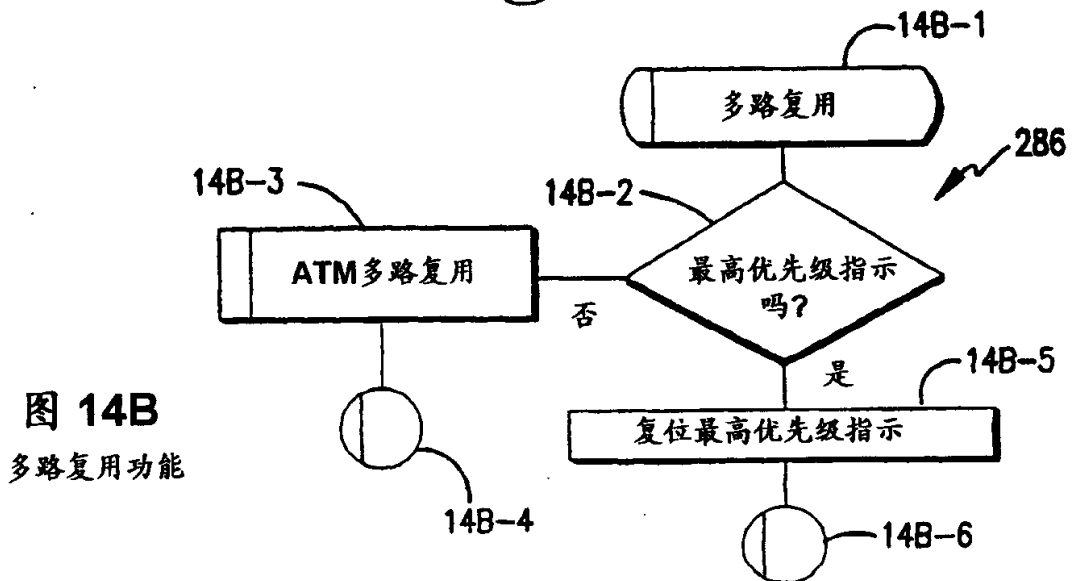 14B-1
多路复用
286
14B-3
14B-2
ATM多路复用
最高优先级指示
吗?
否
是
14B-5
图 14B
复位最高优先级指示
多路复用功能
14B-4
14B-6